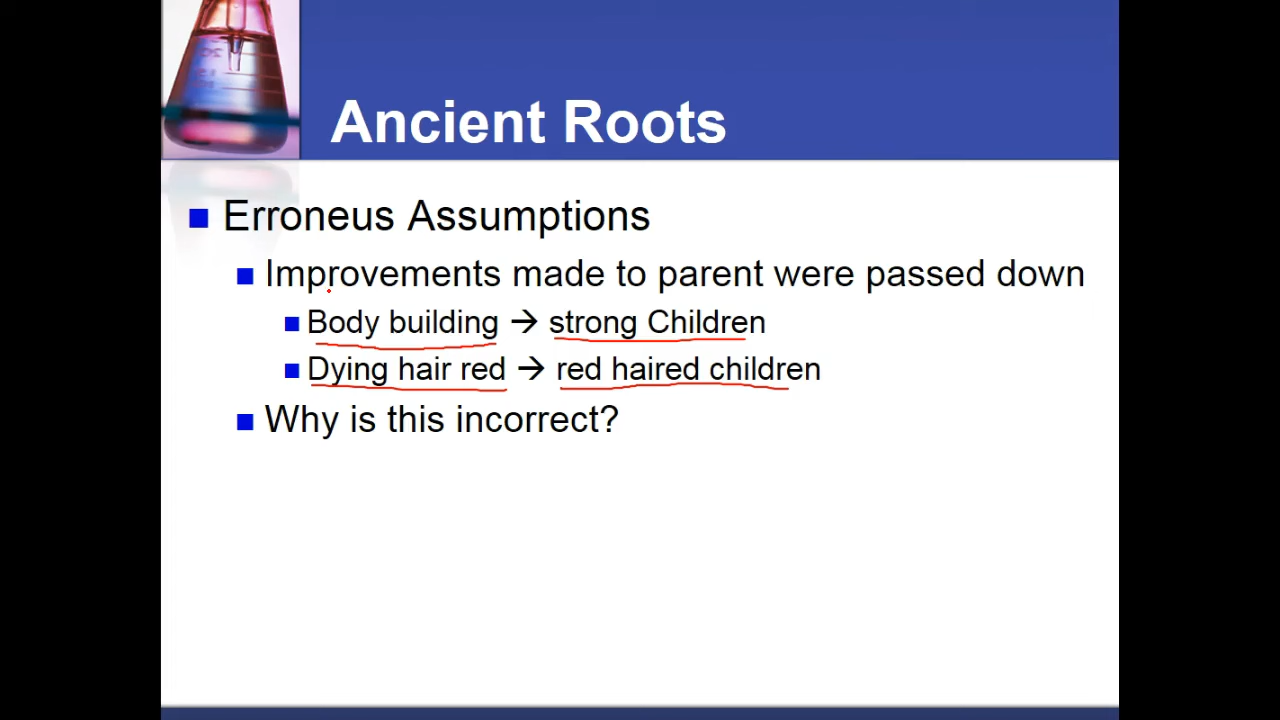 Ancient Roots
Erroneus Assumptions
Improvements made to parent were passed down
Body building → strong Children
Dying hair red → red haired children
Why is this incorrect?